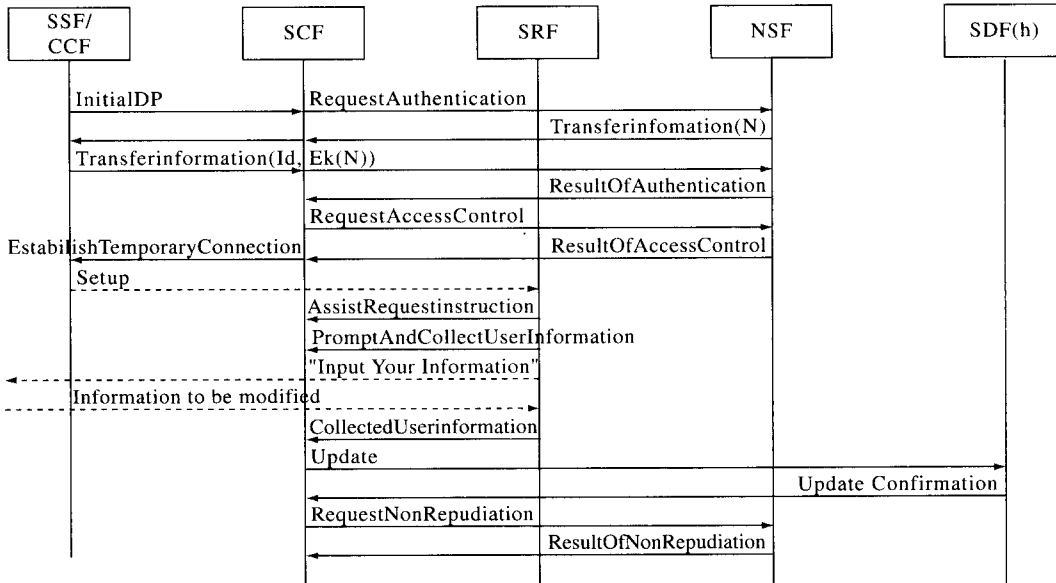 SSF/
CCF
SCF
SRF
NSF
SDF(h)
InitialDP
RequestAuthentication
Transferinfomation(N)
Transferinformation(Id, Ek(N))
ResultOfAuthentication
RequestAccessControl
EstabilishTemporaryConnection
ResultOfAccessControl
Setup
AssistRequestinstruction
PromptAndCollectUserInformation
"Input Your Information"
Information to be modified
CollectedUserinformation
Update
Update Confirmation
RequestNonRepudiation
ResultOfNonRepudiation